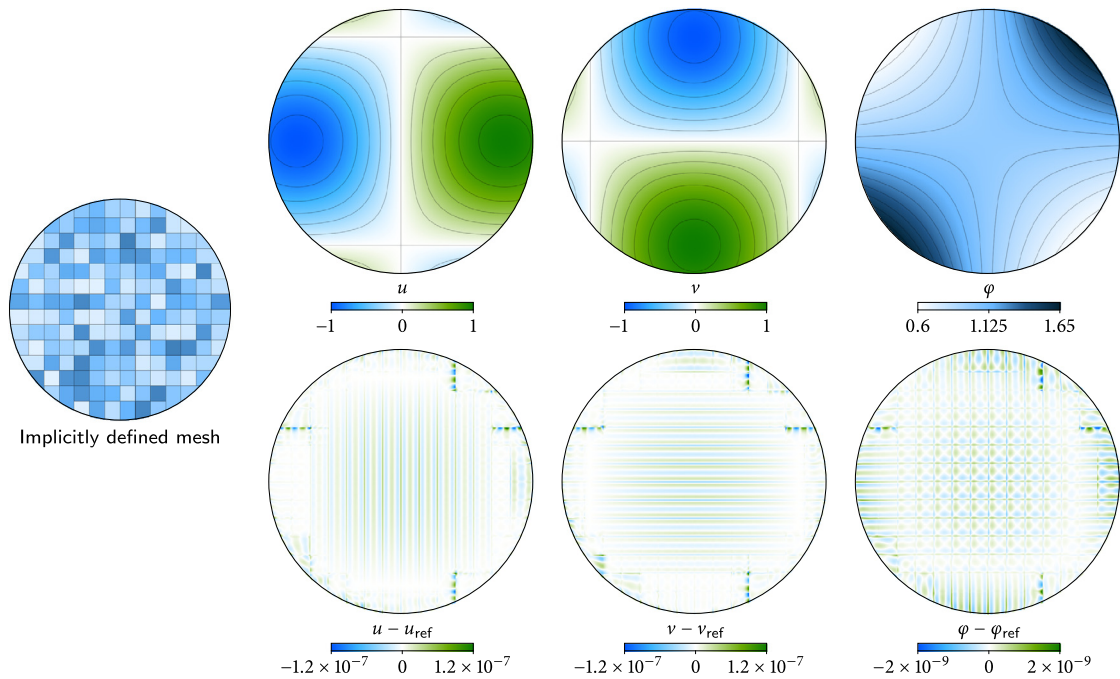 u
v
φ
−1 0 1
−1 0 1
0.6 1.125 1.65
Implicitly defined mesh
u − u_ref
v − v_ref
φ − φ_ref
−1.2 × 10⁻⁷ 0 1.2 × 10⁻⁷
−1.2 × 10⁻⁷ 0 1.2 × 10⁻⁷
−2 × 10⁻⁹ 0 2 × 10⁻⁹